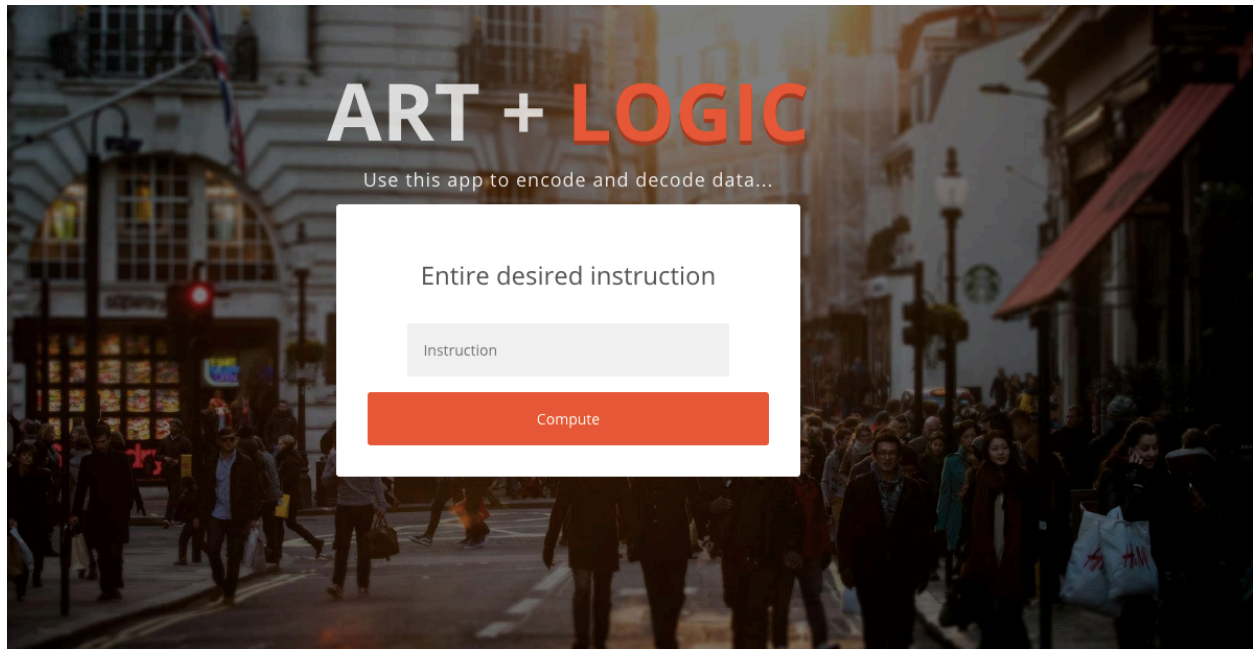 ART + LOGIC
Use this app to encode and decode data...
Entire desired instruction
Instruction
Compute
H&M